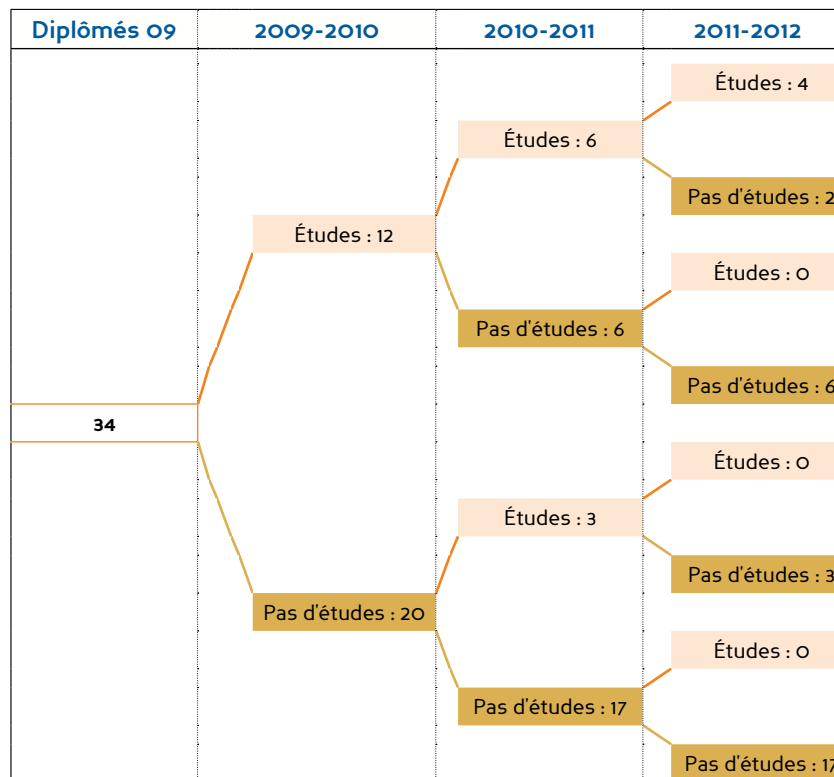 Diplômés 09 2009-2010 2010-2011 2011-2012
Études : 4
Études : 6
Pas d'études : 2
Études : 12
Études : 0
Pas d'études : 6
Pas d'études : 6
34
Études : 0
Études : 3
Pas d'études : 3
Pas d'études : 20
Études : 0
Pas d'études : 17
Pas d'études : 17